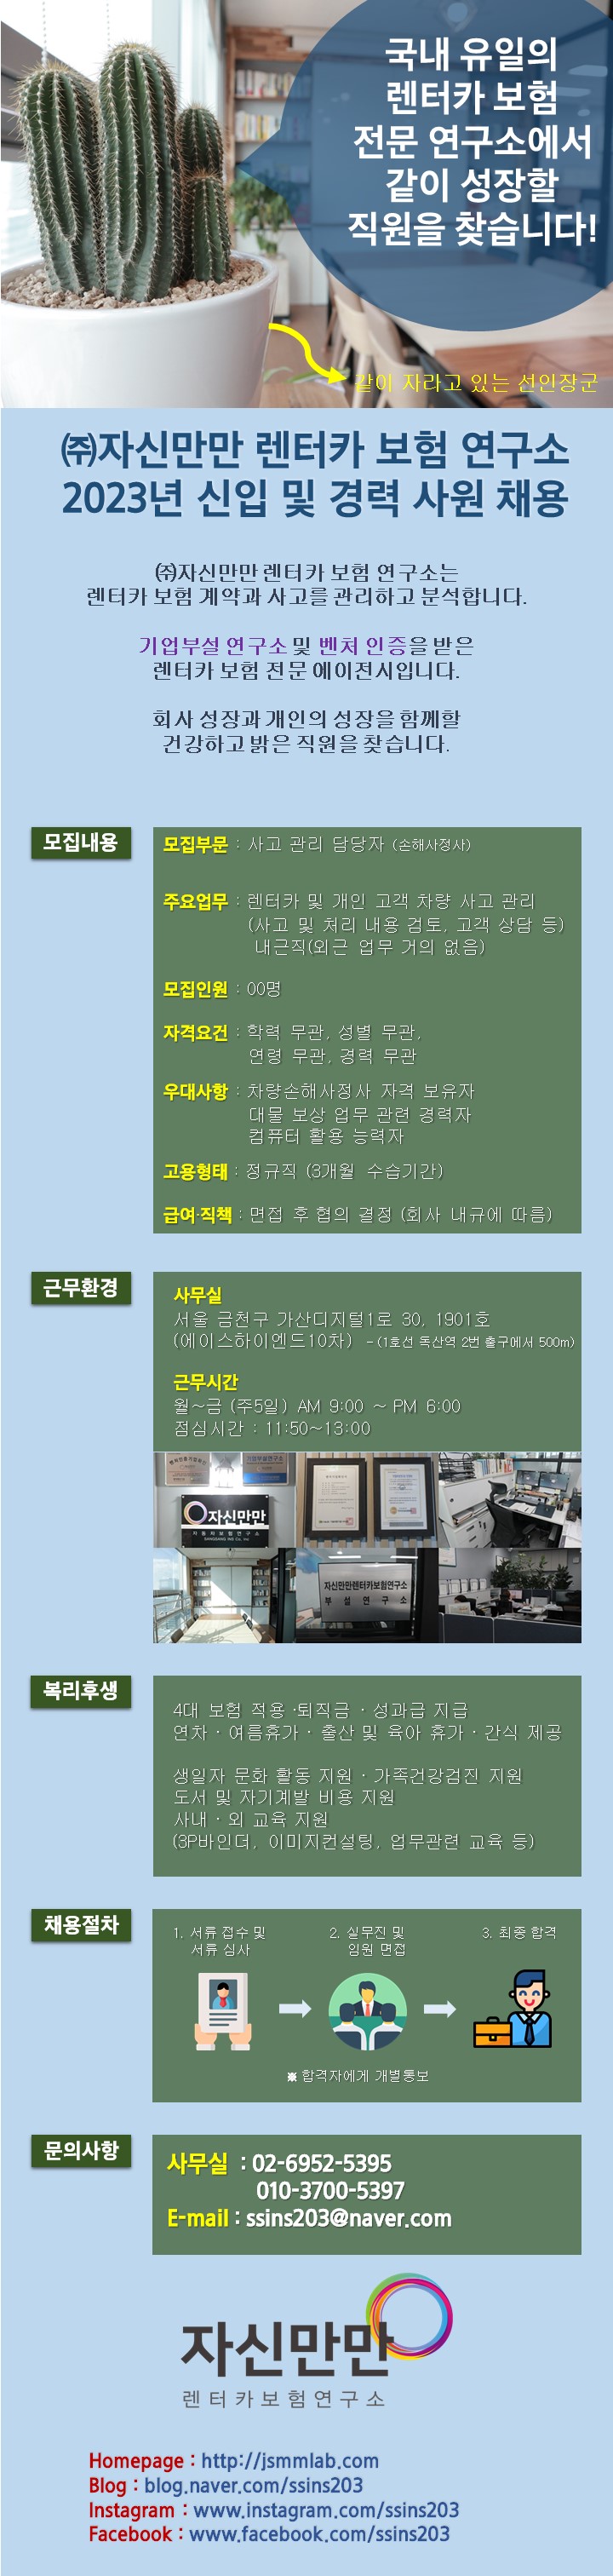 국내 유일의
렌터카 보험
전문 연구소에서
같이 성장할
직원을 찾습니다!
같이 자라고 있는 선인장군
㈜자신만만 렌터카 보험 연구소
2023년 신입 및 경력 사원 채용
㈜자신만만 렌터카 보험 연구소는
렌터카 보험 계약과 사고를 관리하고 분석합니다.
기업부설 연구소 및 벤처 인증을 받은
렌터카 보험 전문 에이전시입니다.
회사 성장과 개인의 성장을 함께할
건강하고 밝은 직원을 찾습니다.
모집내용
모집부문 : 사고 관리 담당자 (손해사정사)
주요업무 : 렌터카 및 개인 고객 차량 사고 관리
(사고 및 처리 내용 검토, 고객 상담 등)
내근직(외근 업무 거의 없음)
모집인원 : 00명
자격요건 : 학력 무관, 성별 무관,
연령 무관, 경력 무관
우대사항 : 차량손해사정사 자격 보유자
대물 보상 업무 관련 경력자
컴퓨터 활용 능력자
고용형태 : 정규직 (3개월 수습기간)
급여·직책 : 면접 후 협의 결정 (회사 내규에 따름)
근무환경
사무실
서울 금천구 가산디지털1로 30, 1901호
(에이스하이엔드10차) - (1호선 독산역 2번 출구에서 500m)
근무시간
월~금 (주5일) AM 9:00 ~ PM 6:00
점심시간 : 11:50~13:00
기업부설연구소
자신만만
자동차보험연구소
자신만만렌터카보험연구소
부 설 연 구 소
복리후생
4대 보험 적용 ·퇴직금 · 성과급 지급
연차 · 여름휴가 · 출산 및 육아 휴가 · 간식 제공
생일자 문화 활동 지원 · 가족건강검진 지원
도서 및 자기계발 비용 지원
사내 · 외 교육 지원
(3P바인더, 이미지컨설팅, 업무관련 교육 등)
채용절차
1. 서류 접수 및
서류 심사
2. 실무진 및
임원 면접
3. 최종 합격
※ 합격자에게 개별통보
문의사항
사무실 : 02-6952-5395
010-3700-5397
E-mail : ssins203@naver.com
자신만만
렌터카보험연구소
Homepage : http://jsmmlab.com
Blog : blog.naver.com/ssins203
Instagram : www.instagram.com/ssins203
Facebook : www.facebook.com/ssins203